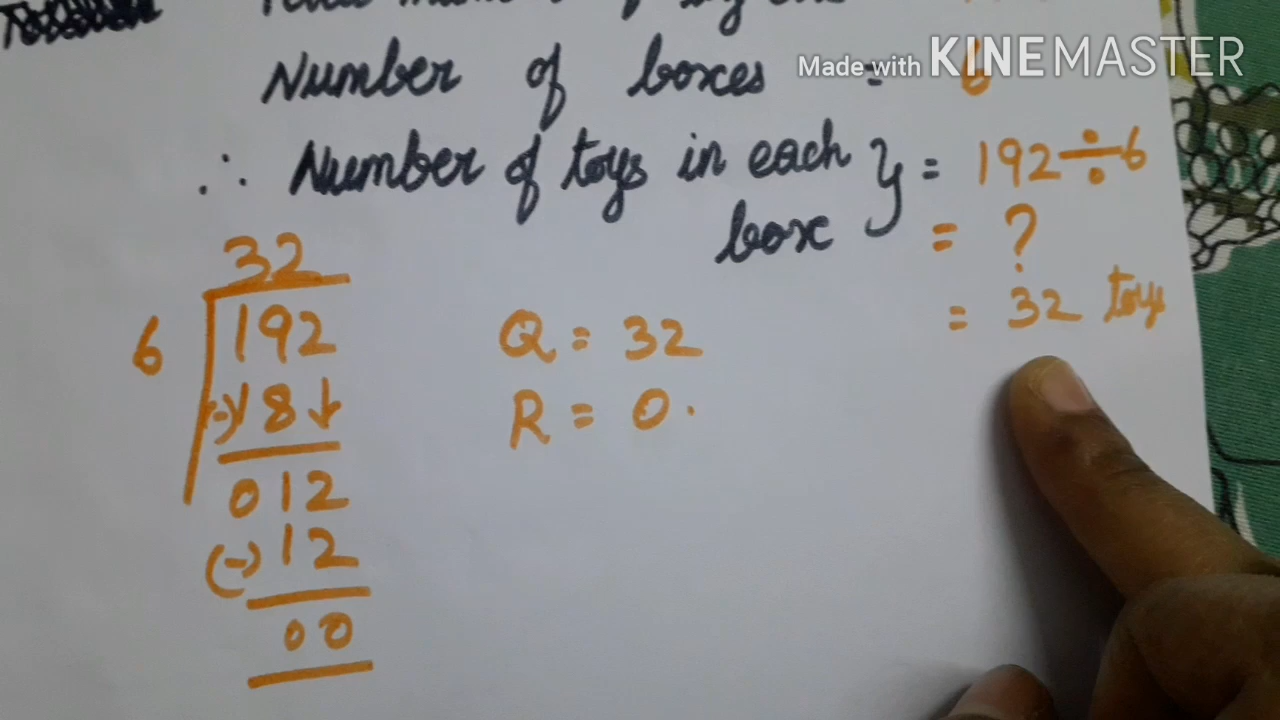 Number of boxes = 6
Made with KINEMASTER
∴ Number of toys in each } = 192 ÷ 6
box = ?
= 32 toys
32
6 192
(-) 18 ↓
012
(-) 12
00
Q = 32
R = 0.